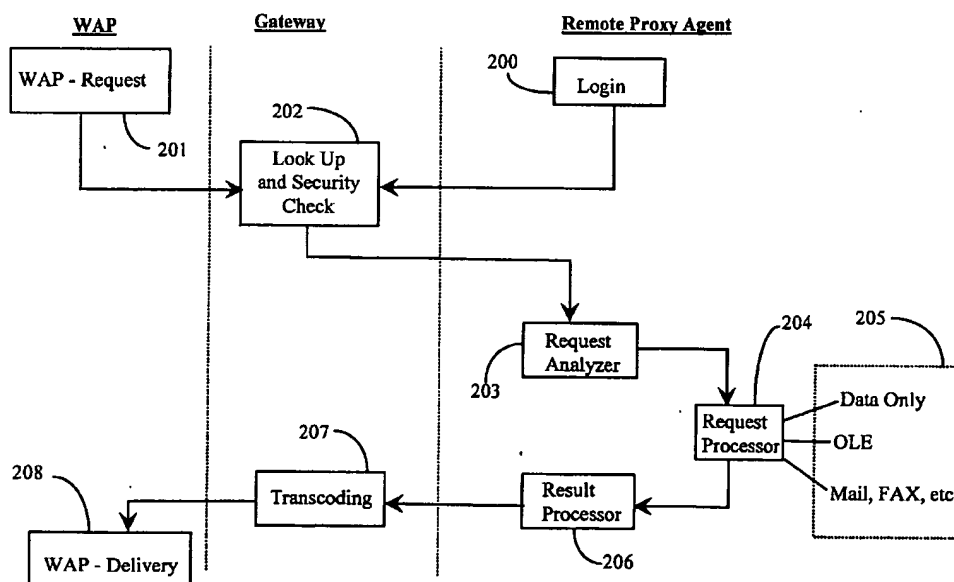 WAP
Gateway
Remote Proxy Agent
WAP - Request
201
200
Login
202
Look Up
and Security
Check
Request
Analyzer
203
204
205
Request
Processor
Data Only
OLE
Mail, FAX, etc
207
Transcoding
Result
Processor
206
208
WAP - Delivery